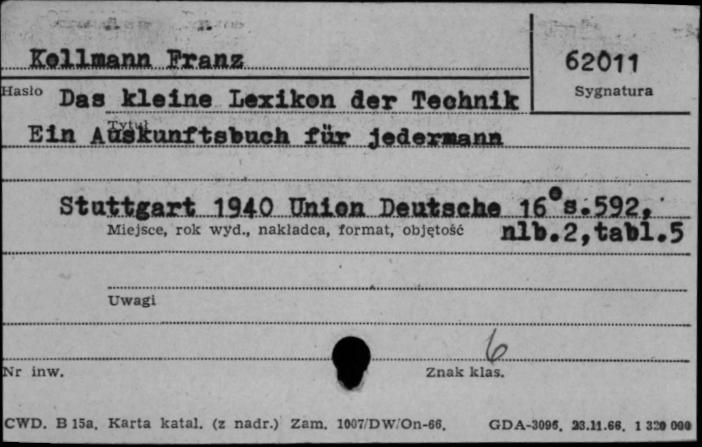 Kollmann Franz
62011
Hasło
Sygnatura
Das kleine Lexikon der Technik
Tytuł
Ein Auskunftsbuch für jedermann
Stuttgart 1940 Union Deutsche 16° s.592,
Miejsce, rok wyd., nakładca, format, objętość
nlb.2,tabl.5
Uwagi
6
Nr inw.
Znak klas.
CWD. B 15a. Karta katal. (z nadr.) Zam. 1007/DW/On-66. GDA-3096. 23.11.66. 1 320 000